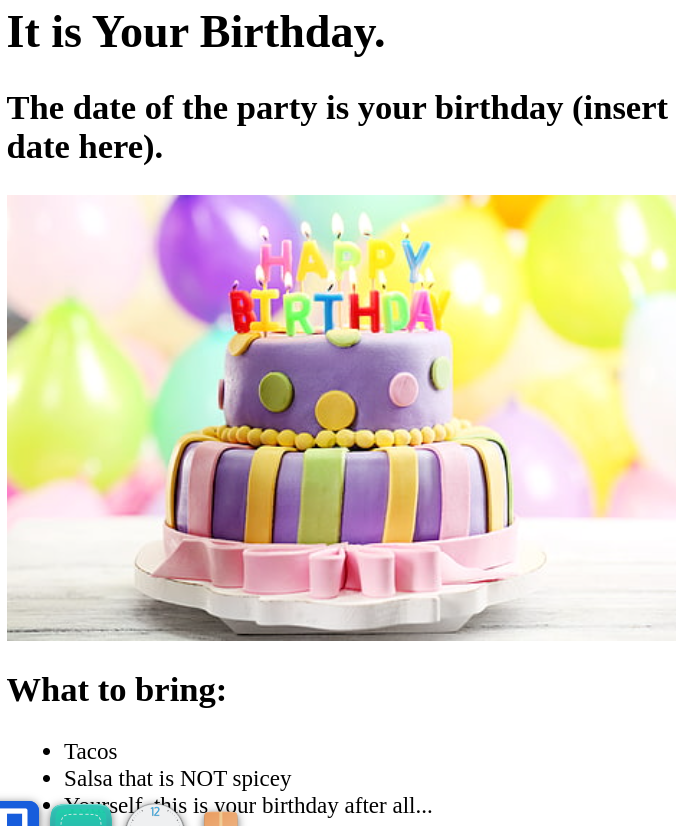 It is Your Birthday.
The date of the party is your birthday (insert
date here).
HAPPY
BIRTHDAY
What to bring:
Tacos
Salsa that is NOT spicey
Yourself, this is your birthday after all...
12